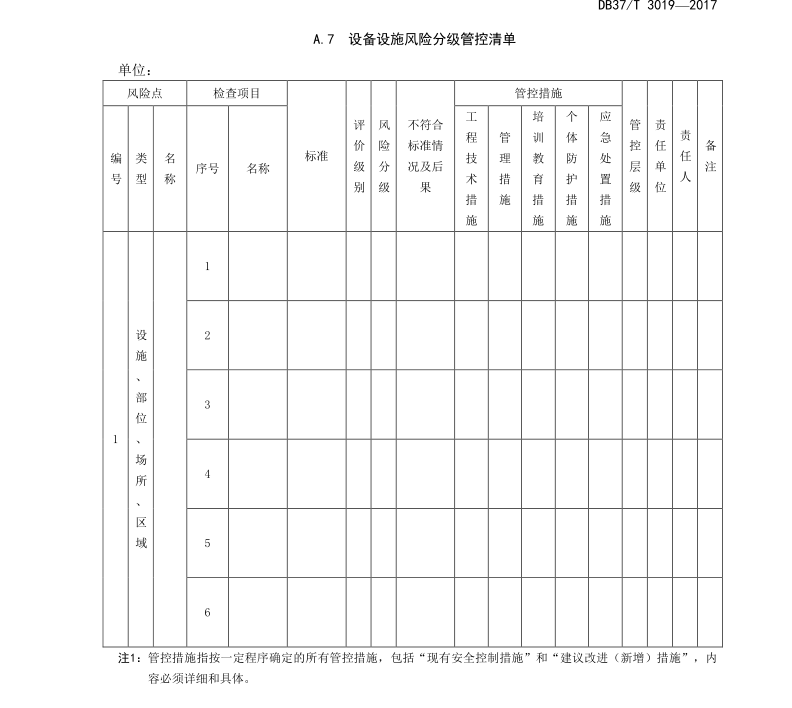 DB37/T 3019—2017
A.7 设备设施风险分级管控清单
单位：
风险点 检查项目 标准 评价级别 风险分级 不符合标准情况及后果 管控措施 管控层级 责任单位 责任人 备注
编号 类型 名称 序号 名称 工程技术措施 管理措施 培训教育措施 个体防护措施 应急处置措施
1 设施、部位、场所、区域 1
2
3
4
5
6
注1：管控措施指按一定程序确定的所有管控措施，包括“现有安全控制措施”和“建议改进（新增）措施”，内
容必须详细和具体。